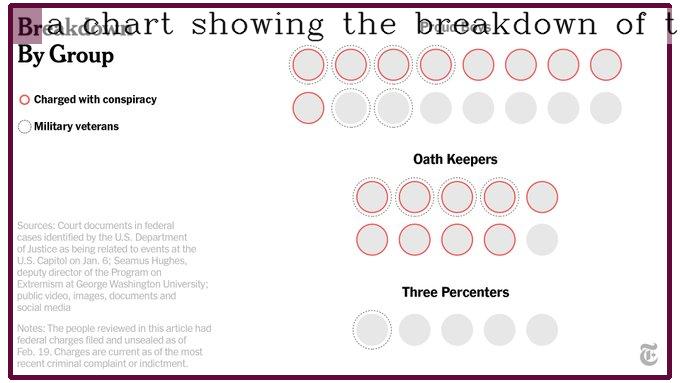 a chart showing the breakdown of t
Breakdown
By Group
Charged with conspiracy
Military veterans
Sources: Court documents in federal
cases identified by the U.S. Department
of Justice as being related to events at the
U.S. Capitol on Jan. 6; Seamus Hughes,
deputy director of the Program on
Extremism at George Washington University;
public video, images, documents and
social media
Notes: The people reviewed in this article had
federal charges filed and unsealed as of
Feb. 19. Charges are current as of the most
recent criminal complaint or indictment.
Proud Boys
Oath Keepers
Three Percenters
T